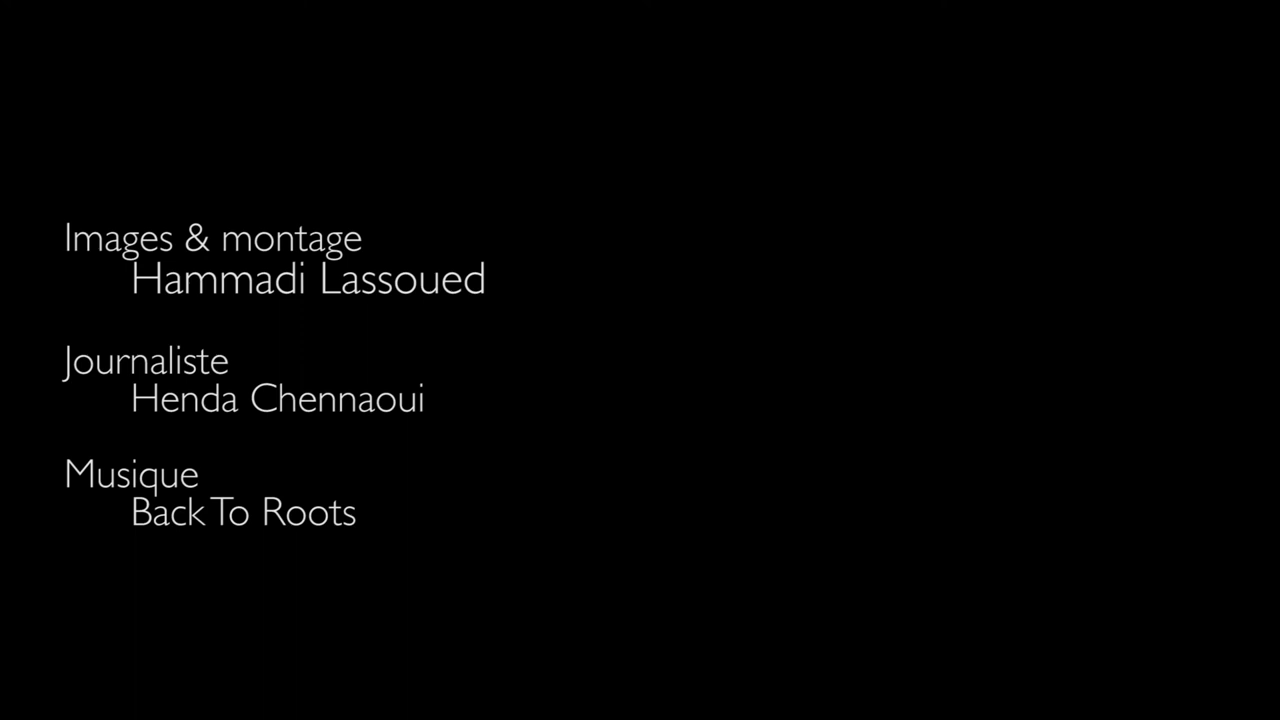 Images & montage
Hammadi Lassoued
Journaliste
Henda Chennaoui
Musique
Back To Roots